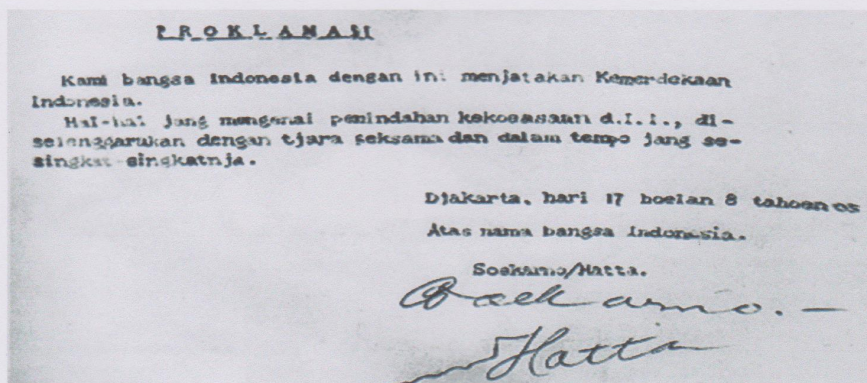 P R O K L A M A S I
Kami bangsa Indonesia dengan ini menjatakan Kemerdekaan
Indonesia.
Hal-hal jang mengenai pemindahan kekoeasaan d.l.l., di-
selenggarakan dengan tjara seksama dan dalam tempo jang se-
singkat-singkatnja.
Djakarta, hari 17 boelan 8 tahoen 05
Atas nama bangsa Indonesia.
Soekarno/Hatta.
Soekarno.—
Hatta